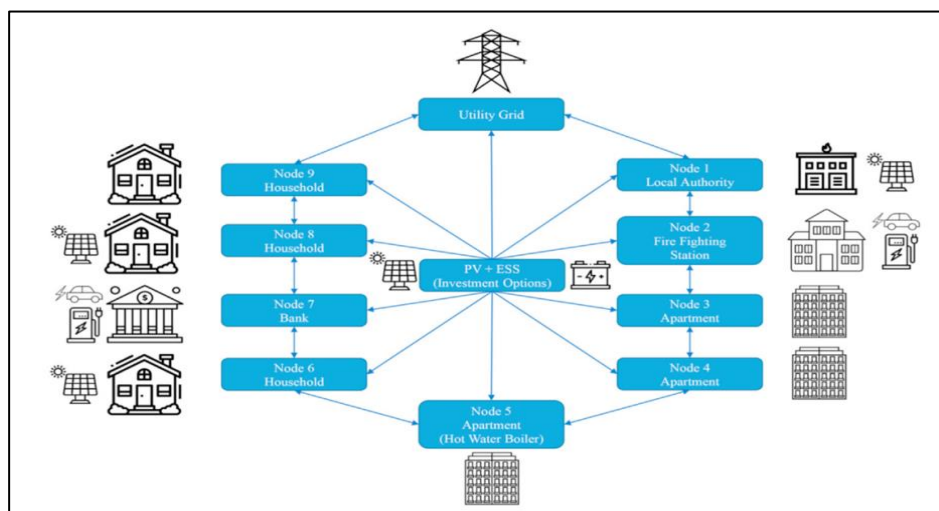 Utility Grid
Node 9
Household
Node 1
Local Authority
Node 8
Household
Node 2
Fire Fighting
Station
PV + ESS
(Investment Options)
Node 7
Bank
Node 3
Apartment
Node 6
Household
Node 4
Apartment
Node 5
Apartment
(Hot Water Boiler)